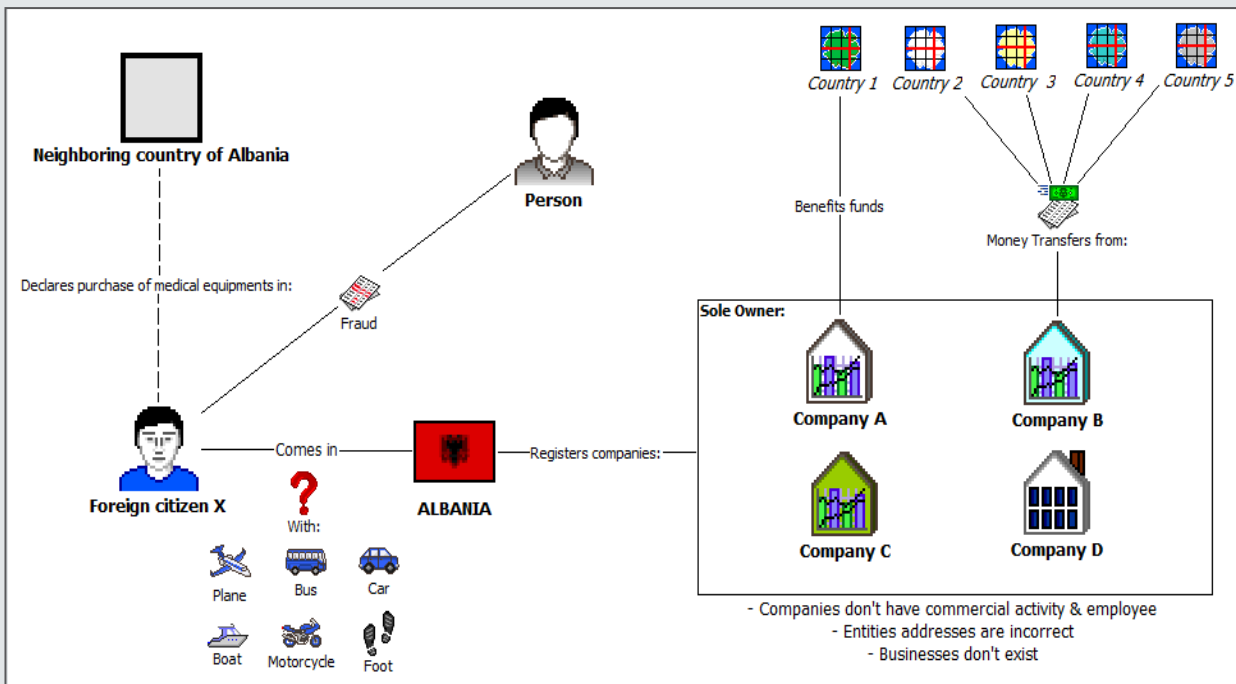 Country 1
Country 2
Country 3
Country 4
Country 5
Neighboring country of Albania
Person
Benefits funds
Money Transfers from:
Declares purchase of medical equipments in:
Fraud
Sole Owner:
Company A
Company B
Comes in
Registers companies:
Foreign citizen X
ALBANIA
With:
Company C
Company D
Plane
Bus
Car
Boat
Motorcycle
Foot
- Companies don't have commercial activity & employee
- Entities addresses are incorrect
- Businesses don't exist